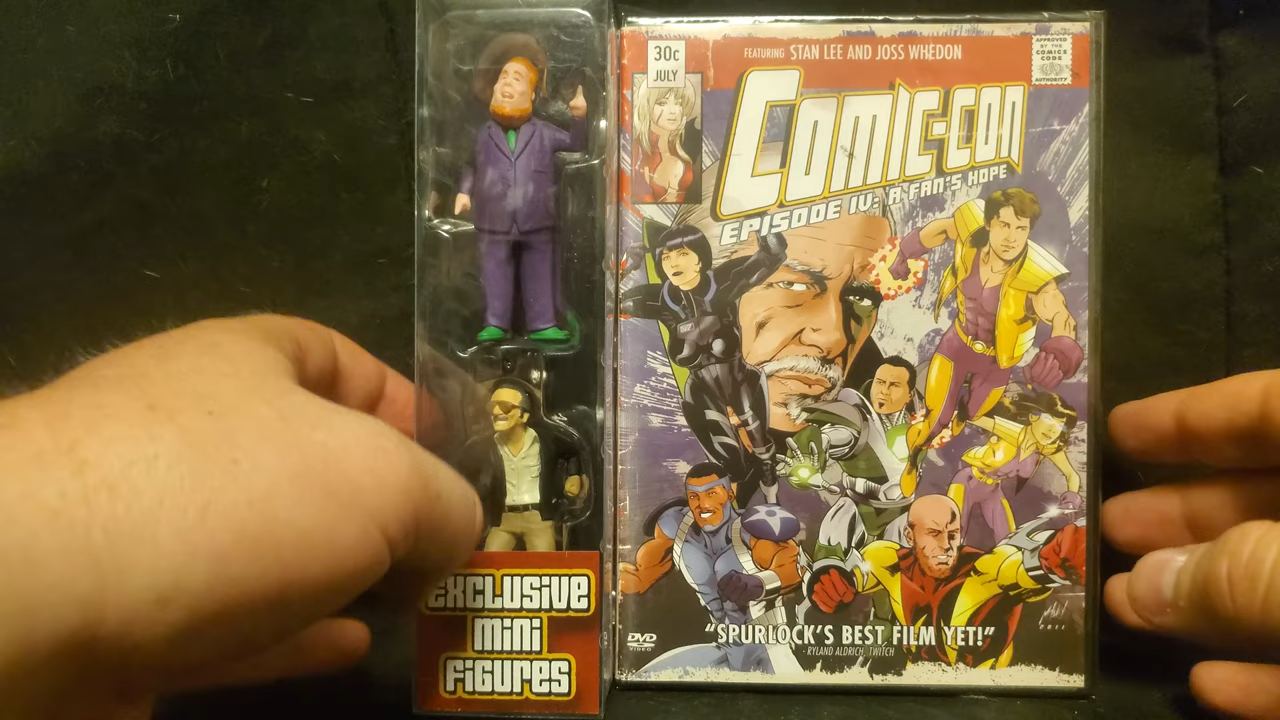 30c
JULY
FEATURING STAN LEE AND JOSS WHEDON
APPROVED
BY THE
COMICS
CODE
AUTHORITY
COMIC-CON
EPISODE IV: A FAN'S HOPE
EXCLUSIVE
MINI
FIGURES
DVD
VIDEO
"SPURLOCK'S BEST FILM YET!"
- RYLAND ALDRICH, TWITCH
2011